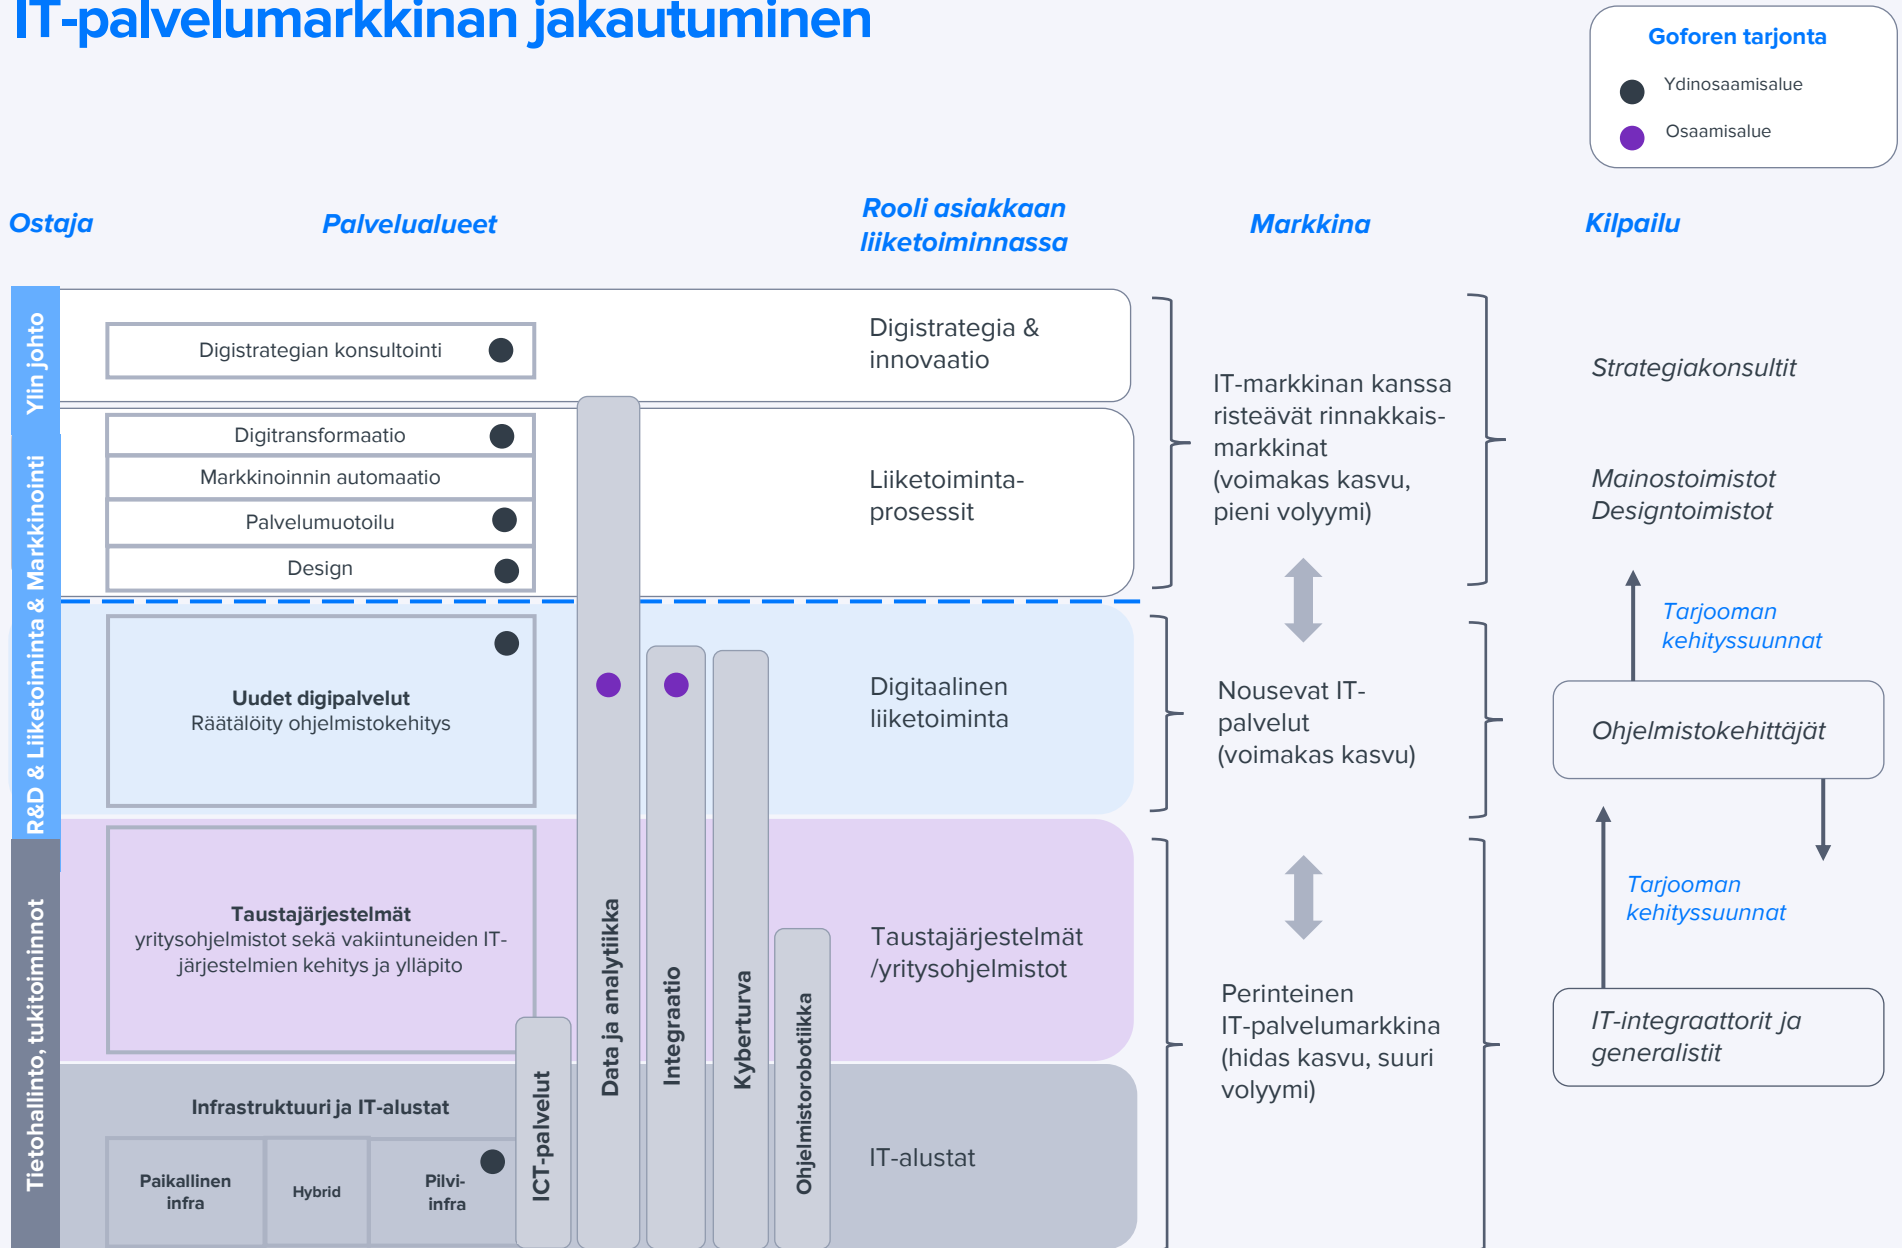 IT-palvelumarkkinan jakautuminen
Goforen tarjonta
Ydinosaamisalue
Osaamisalue
Ostaja
Palvelualueet
Rooli asiakkaan
liiketoiminnassa
Markkina
Kilpailu
Ylin johto
R&D & Liiketoiminta & Markkinointi
Tietohallinto, tukitoiminnot
Digistrategian konsultointi
Digitransformaatio
Markkinoinnin automaatio
Palvelumuotoilu
Design
Uudet digipalvelut
Räätälöity ohjelmistokehitys
Taustajärjestelmät
yritysohjelmistot sekä vakiintuneiden IT-
järjestelmien kehitys ja ylläpito
Infrastruktuuri ja IT-alustat
Paikallinen
infra
Hybrid
Pilvi-
infra
ICT-palvelut
Data ja analytiikka
Integraatio
Kyberturva
Ohjelmistorobotiikka
Digistrategia &
innovaatio
Liiketoiminta-
prosessit
Digitaalinen
liiketoiminta
Taustajärjestelmät
/yritysohjelmistot
IT-alustat
IT-markkinan kanssa
risteävät rinnakkais-
markkinat
(voimakas kasvu,
pieni volyymi)
Nousevat IT-
palvelut
(voimakas kasvu)
Perinteinen
IT-palvelumarkkina
(hidas kasvu, suuri
volyymi)
Strategiakonsultit
Mainostoimistot
Designtoimistot
Tarjooman
kehityssuunnat
Ohjelmistokehittäjät
Tarjooman
kehityssuunnat
IT-integraattorit ja
generalistit